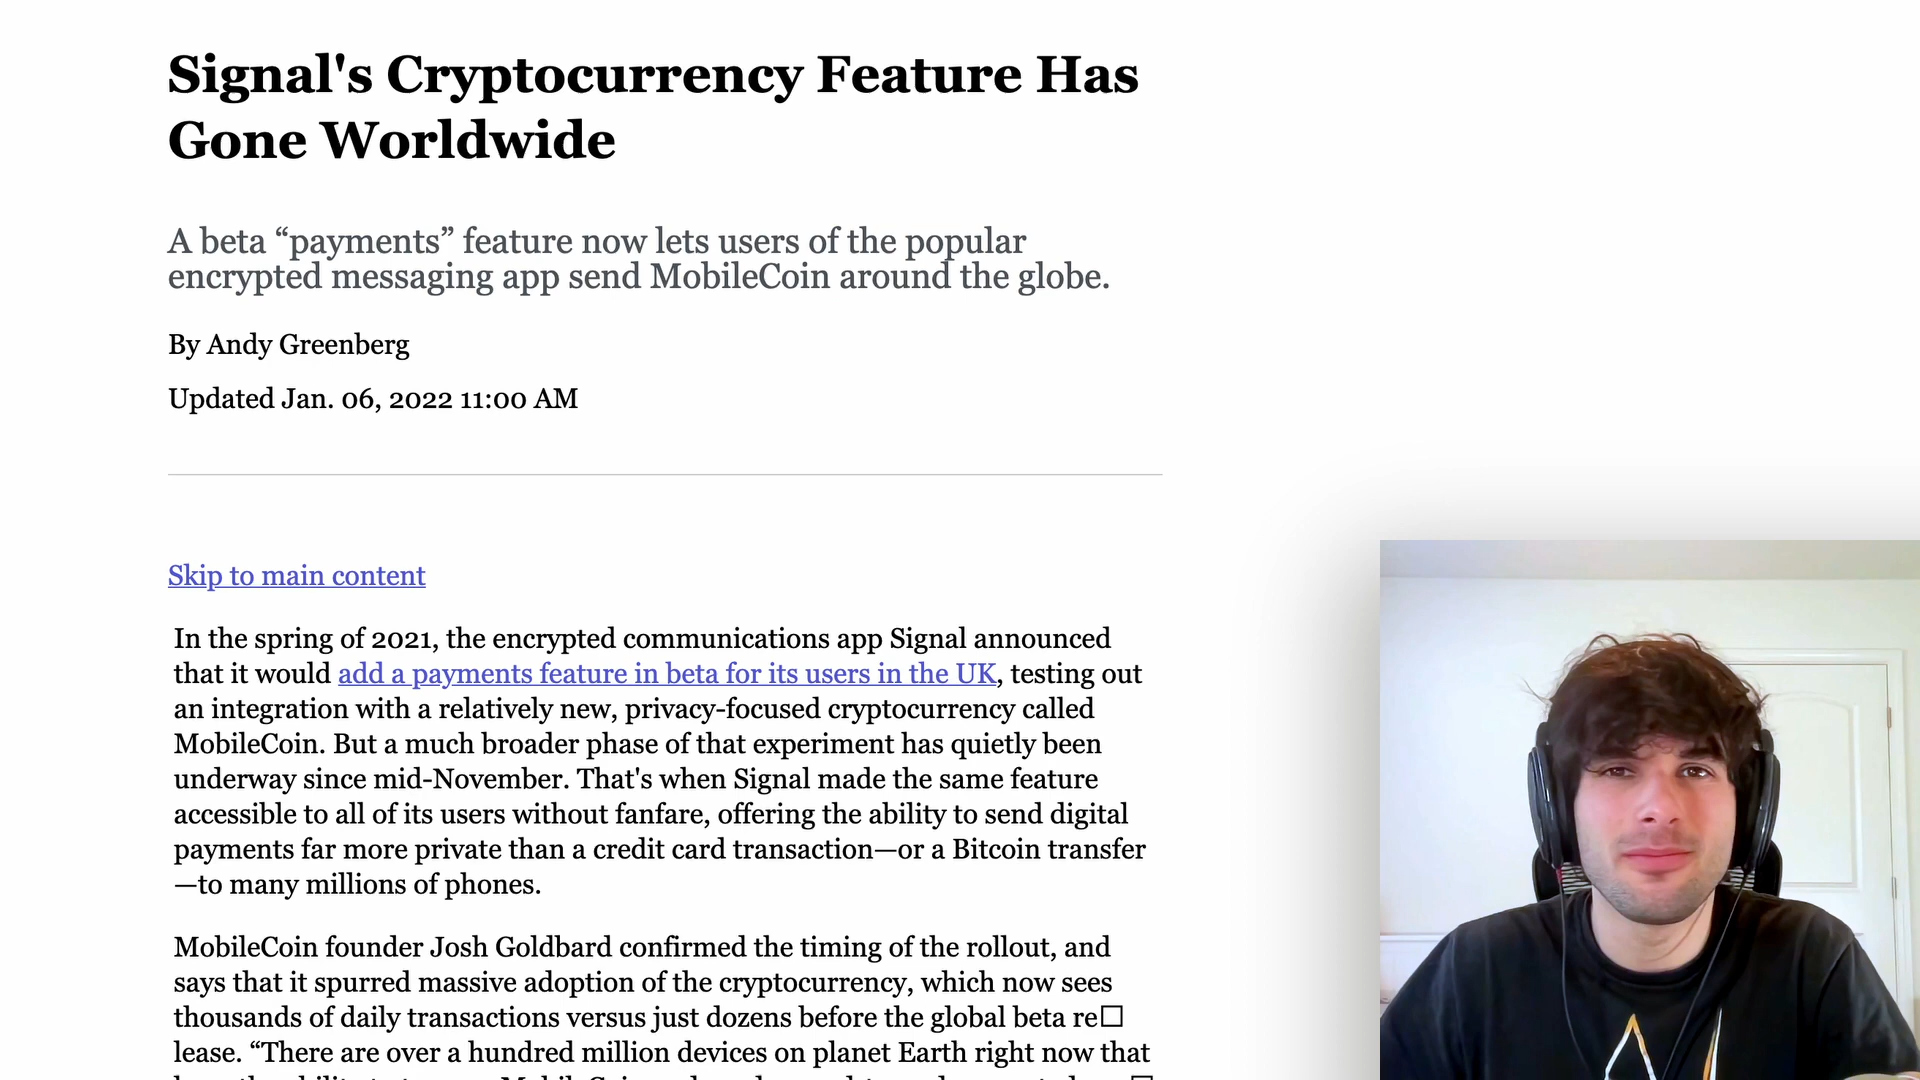 Signal's Cryptocurrency Feature Has
Gone Worldwide
A beta “payments” feature now lets users of the popular
encrypted messaging app send MobileCoin around the globe.
By Andy Greenberg
Updated Jan. 06, 2022 11:00 AM
Skip to main content
In the spring of 2021, the encrypted communications app Signal announced
that it would add a payments feature in beta for its users in the UK, testing out
an integration with a relatively new, privacy-focused cryptocurrency called
MobileCoin. But a much broader phase of that experiment has quietly been
underway since mid-November. That's when Signal made the same feature
accessible to all of its users without fanfare, offering the ability to send digital
payments far more private than a credit card transaction—or a Bitcoin transfer
—to many millions of phones.
MobileCoin founder Josh Goldbard confirmed the timing of the rollout, and
says that it spurred massive adoption of the cryptocurrency, which now sees
thousands of daily transactions versus just dozens before the global beta re□
lease. “There are over a hundred million devices on planet Earth right now that